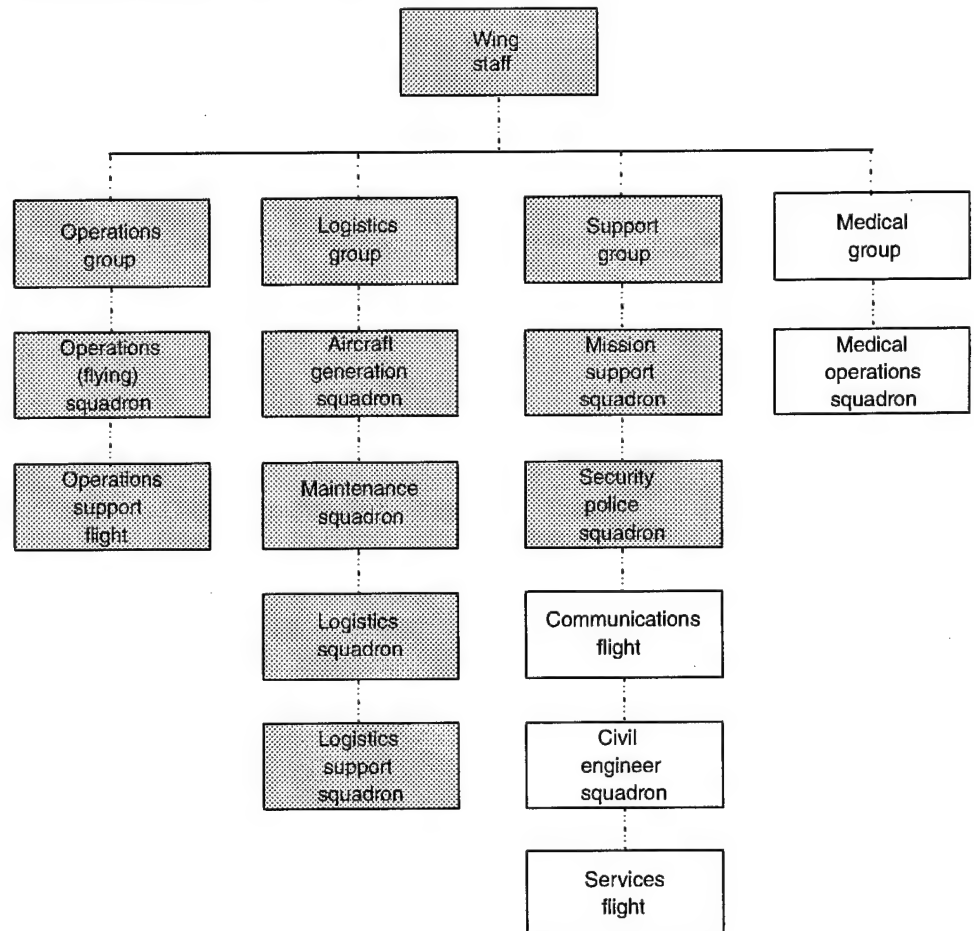 Wing
staff
Operations
group
Logistics
group
Support
group
Medical
group
Operations
(flying)
squadron
Aircraft
generation
squadron
Mission
support
squadron
Medical
operations
squadron
Operations
support
flight
Maintenance
squadron
Security
police
squadron
Logistics
squadron
Communications
flight
Logistics
support
squadron
Civil
engineer
squadron
Services
flight